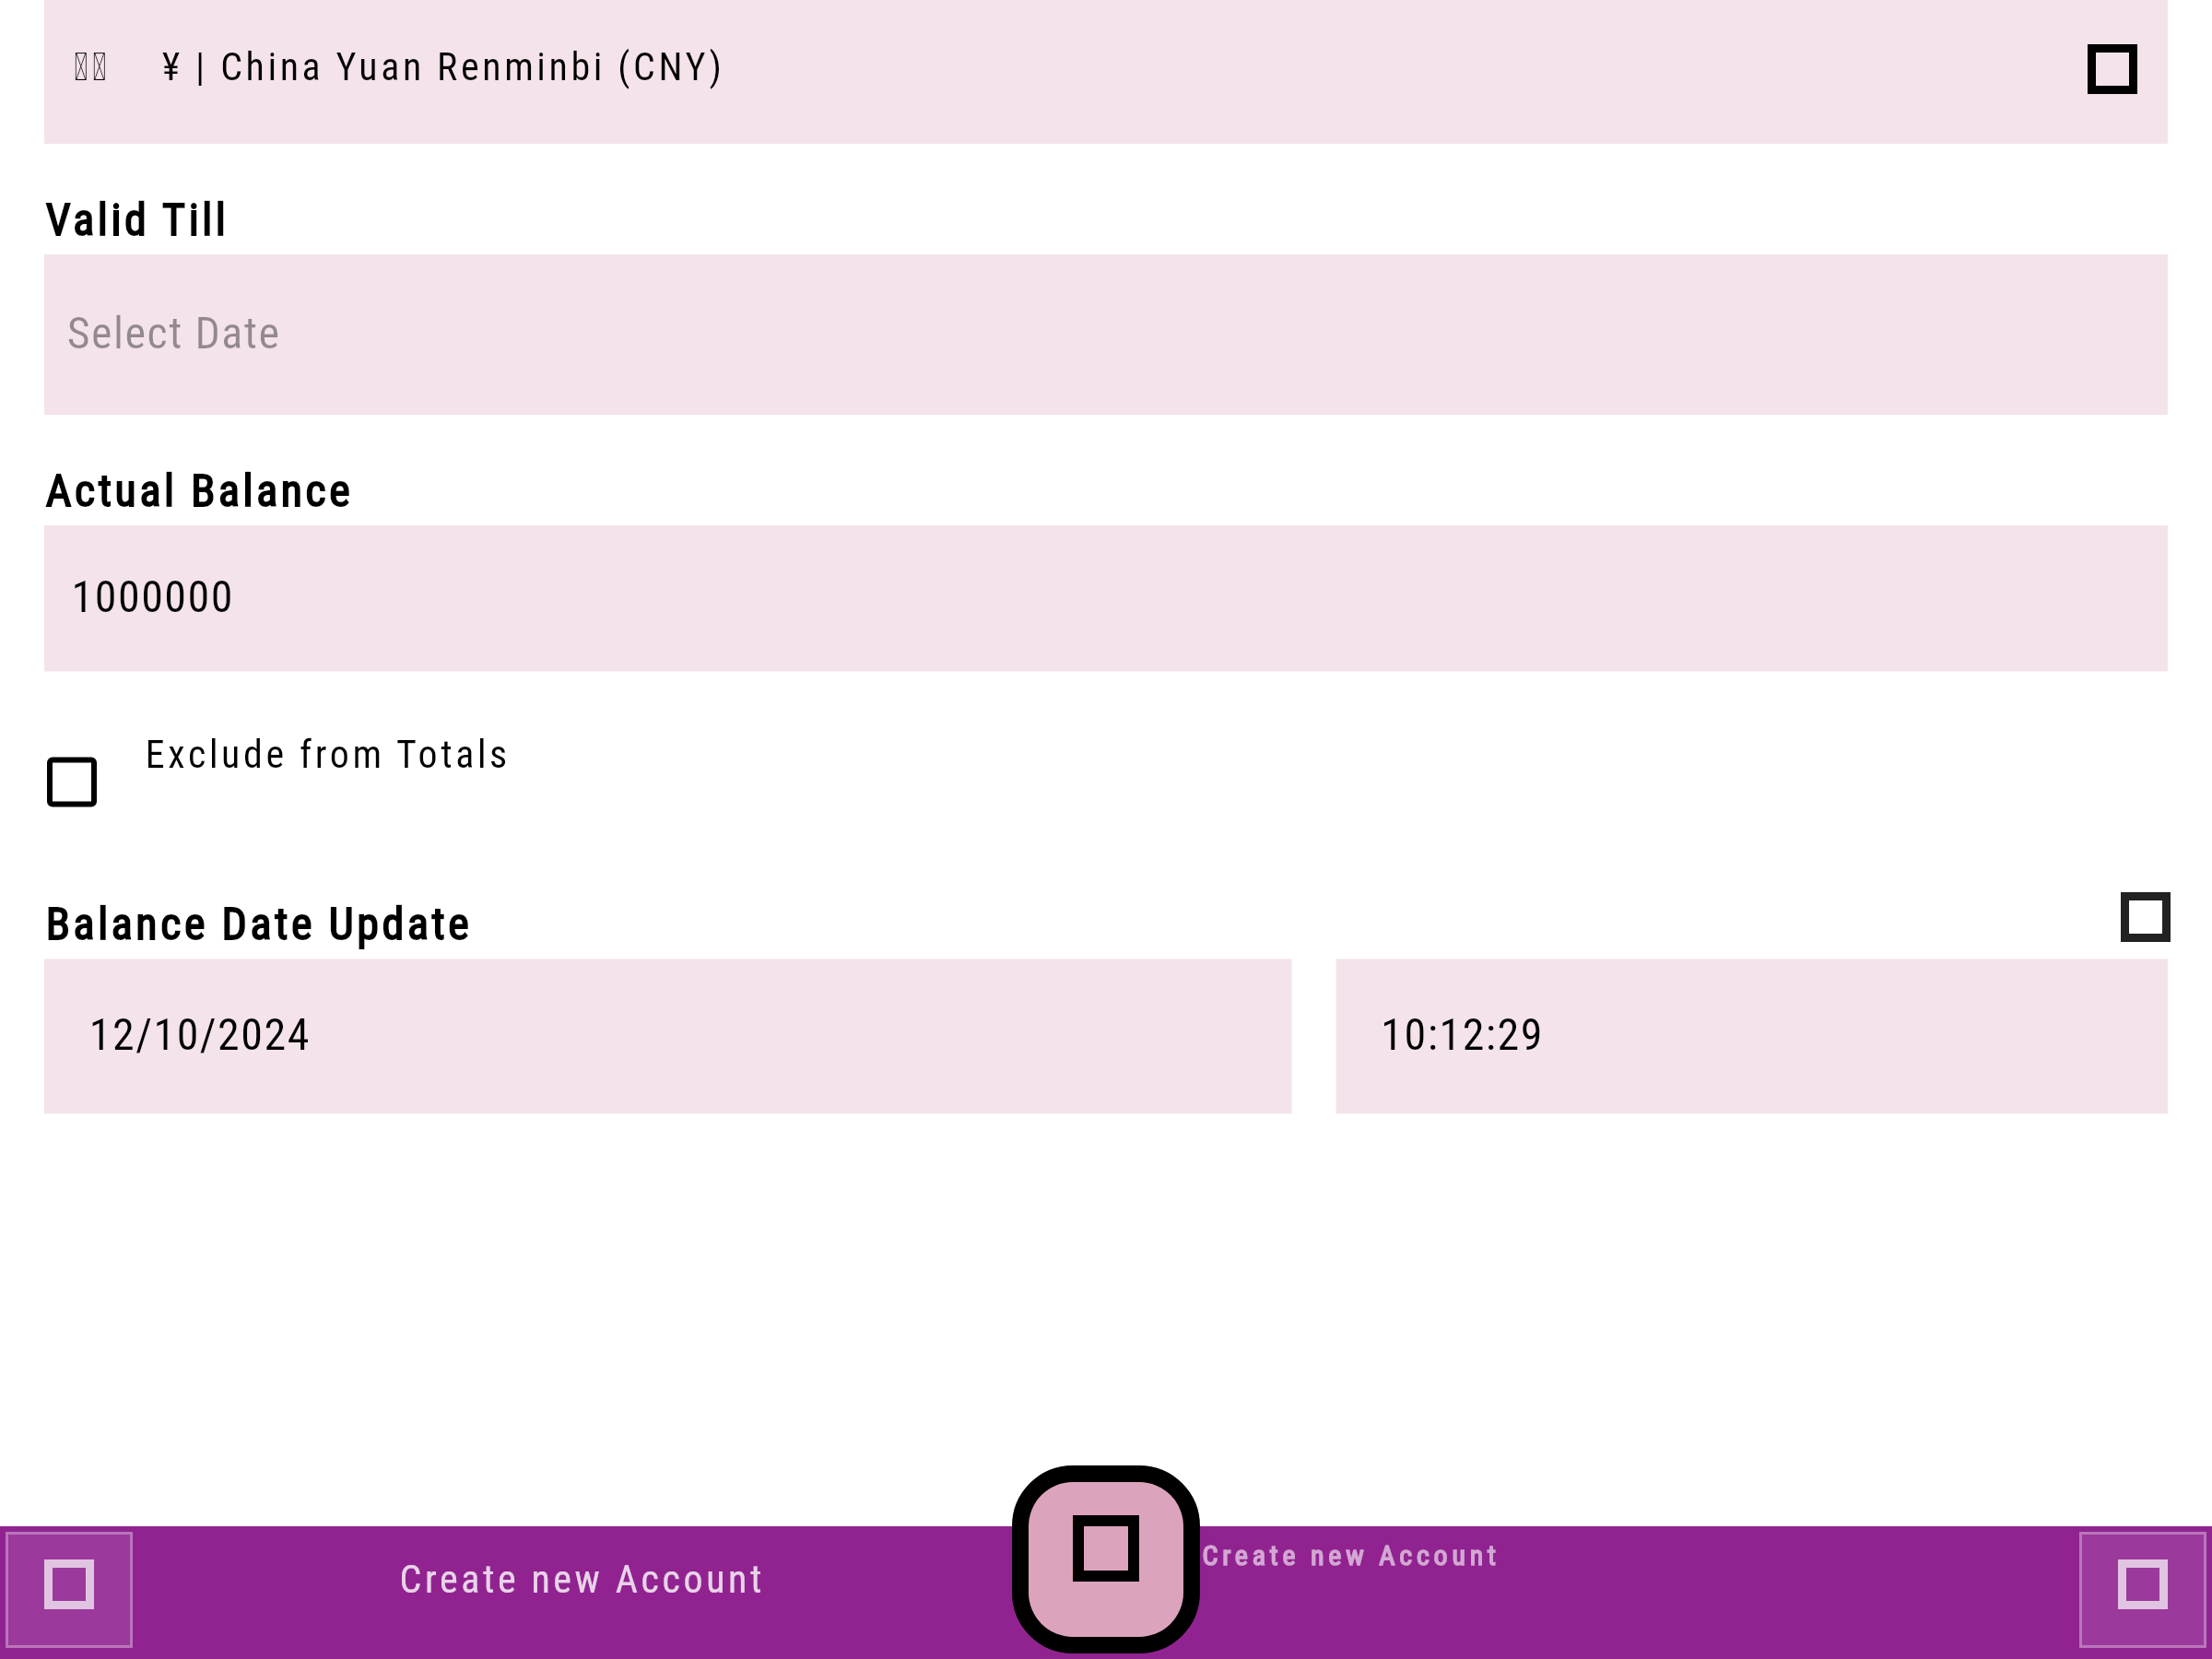 ¥ | China Yuan Renminbi (CNY)
Valid Till
Select Date
Actual Balance
1000000
Exclude from Totals
Balance Date Update
12/10/2024 10:12:29
Create new Account
Create new Account